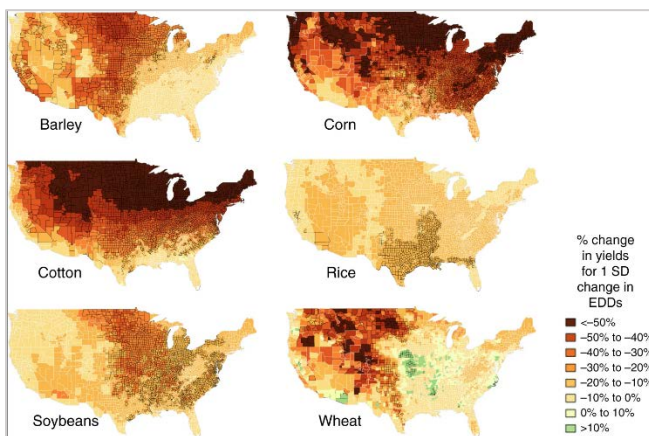 Barley
Corn
Cotton
Rice
Soybeans
Wheat
% change
in yields
for 1 SD
change in
EDDs
<–50%
–50% to –40%
–40% to –30%
–30% to –20%
–20% to –10%
–10% to 0%
0% to 10%
>10%